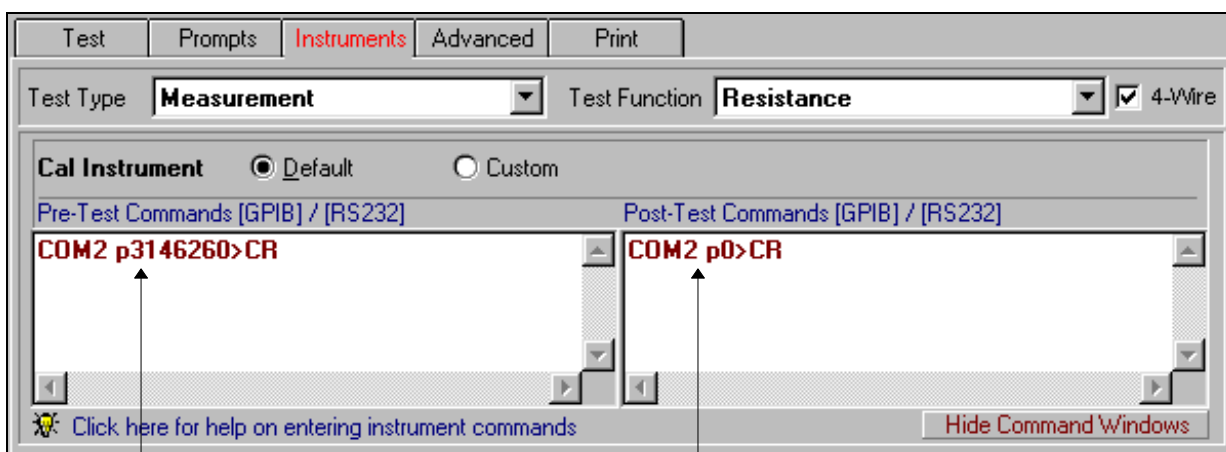 Test Prompts Instruments Advanced Print
Test Type Measurement Test Function Resistance 4-Wire
Cal Instrument Default Custom
Pre-Test Commands [GPIB] / [RS232] Post-Test Commands [GPIB] / [RS232]
COM2 p3146260>CR COM2 p0>CR
Click here for help on entering instrument commands Hide Command Windows